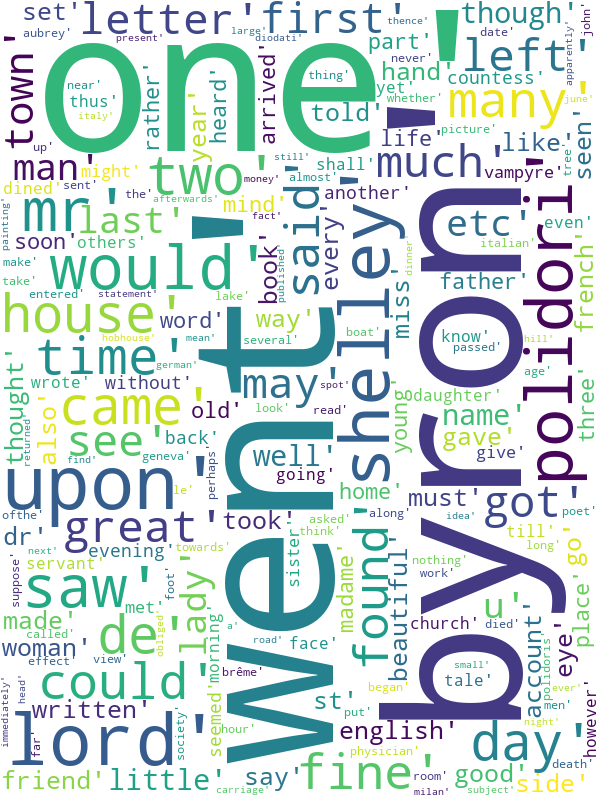 set'
letter'
first'
though'
aubrey'
present'
large'
diodati'
thence'
date'
john'
apparently'
one'
left'
part'
hand'
countess'
near'
thus'
rather'
year'
heard'
arrived'
thing'
told'
yet'
never'
whether'
many'
june'
town'
italy'
up'
man'
might'
two'
still'
shall'
life'
picture'
like
seen'
tree'
dined'
sent'
the'
afterwards'
money'
almost'
much'
vampyre'
mr'
last'
mind'
fact'
said'
another'
etc'
even'
painting'
soon'
others'
book'
published'
every'
italian'
make'
would'
shelley'
miss'
father'
polidori'
french'
take'
entered'
statement'
lake'
boat'
dinner'
byron'
house'
word'
way'
know'
passed'
hill'
hobhouse'
mean'
several'
went'
time'
german'
may'
spot'
age'
thought'
wrote'
without'
look'
daughter'
three'
came'
old'
read'
young'
name'
returned'
also'
see'
back'
well'
gave'
give'
find'
geneva'
perhaps'
going'
upon'
le'
home'
must'
got'
ofthe'
great'
took'
asked'
along'
idea'
till'
poet'
dr'
think'
long'
next'
evening'
towards'
sister'
found'
beautiful'
nothing'
go'
suppose'
servant'
saw'
foot'
madame'
work'
place'
met'
lady'
u'
made
called'
de'
obliged'
a'
church'
died'
account'
woman'
road'
face'
eye'
effect'
view'
morning'
small'
polidoris'
could'
brême'
tale'
ever'
immediately'
head'
seemed'
began'
written'
st'
put'
men'
however'
lord'
far'
society'
hour'
english'
night'
day'
physician'
fine'
death'
friend'
little'
say'
room'
good'
side'
carriage'
milan'
subject'